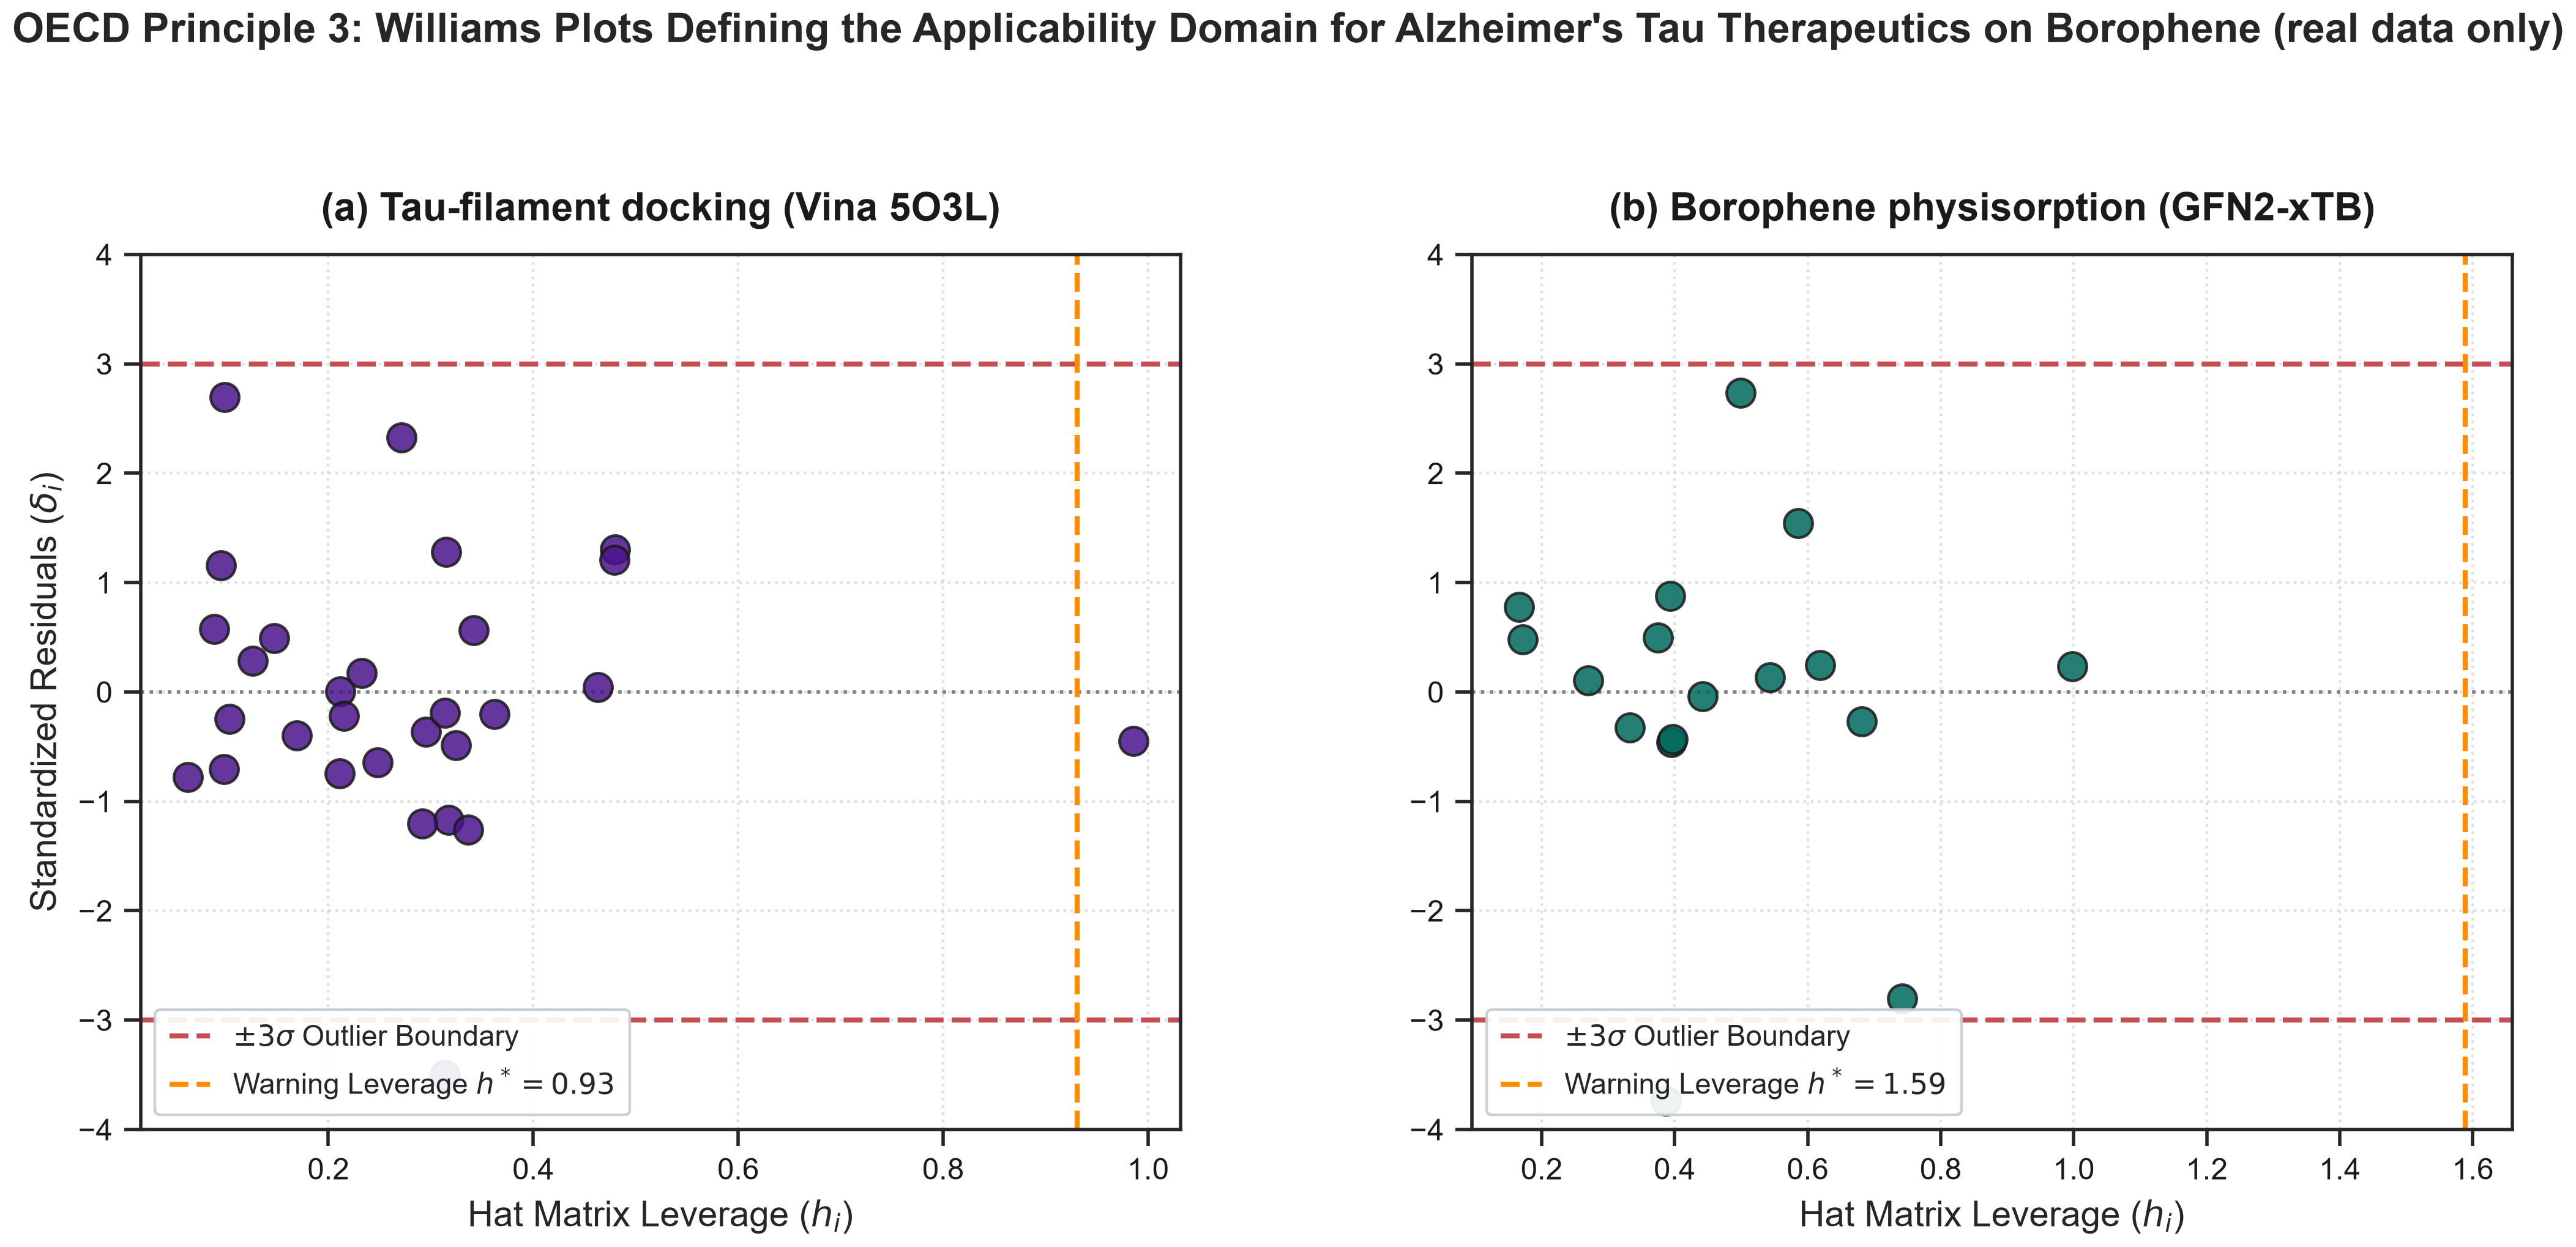 OECD Principle 3: Williams Plots Defining the Applicability Domain for Alzheimer's Tau Therapeutics on Borophene (real data only)
(a) Tau-filament docking (Vina 5O3L)
4
3
2
1
0
−1
−2
−3
−4
Standardized Residuals (δᵢ)
±3σ Outlier Boundary
Warning Leverage h* = 0.93
0.2 0.4 0.6 0.8 1.0
Hat Matrix Leverage (hᵢ)
(b) Borophene physisorption (GFN2-xTB)
4
3
2
1
0
−1
−2
−3
−4
±3σ Outlier Boundary
Warning Leverage h* = 1.59
0.2 0.4 0.6 0.8 1.0 1.2 1.4 1.6
Hat Matrix Leverage (hᵢ)